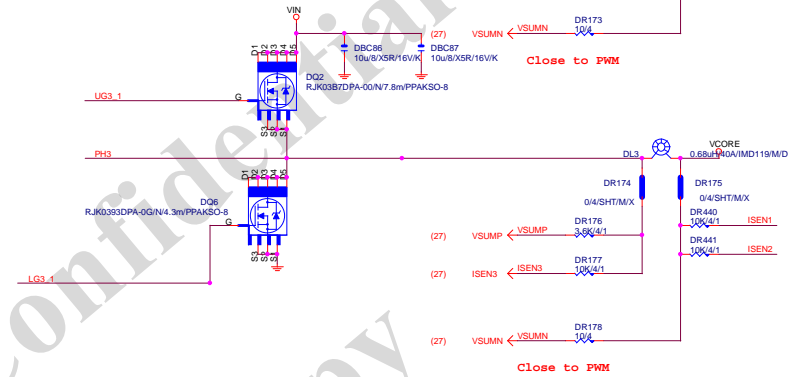 VIN
DR173
(27) VSUMN VSUMN 10/4
D1 D2 D3 D4 D5
DBC86 DBC87
10u/8/X5R/16V/K 10u/8/X5R/16V/K
Close to PWM
DQ2
RJK03B7DPA-00/N/7.8m/PPAKSO-8
UG3_1 G
S3 S2 S1
PH3
DL3 VCORE
0.68uH/40A/IMD119/M/D
D1 D2 D3 D4 D5
DR174 DR175
DQ6
0/4/SHT/M/X 0/4/SHT/M/X
RJK0393DPA-0G/N/4.3m/PPAKSO-8
G
DR176 DR440
(27) VSUMP VSUMP 3.6K/4/1 10K/4/1 ISEN1
DR441
10K/4/1 ISEN2
S3 S2 S1
DR177
(27) ISEN3 ISEN3 10K/4/1
LG3_1
DR178
(27) VSUMN VSUMN 10/4
Close to PWM
Confidential
py